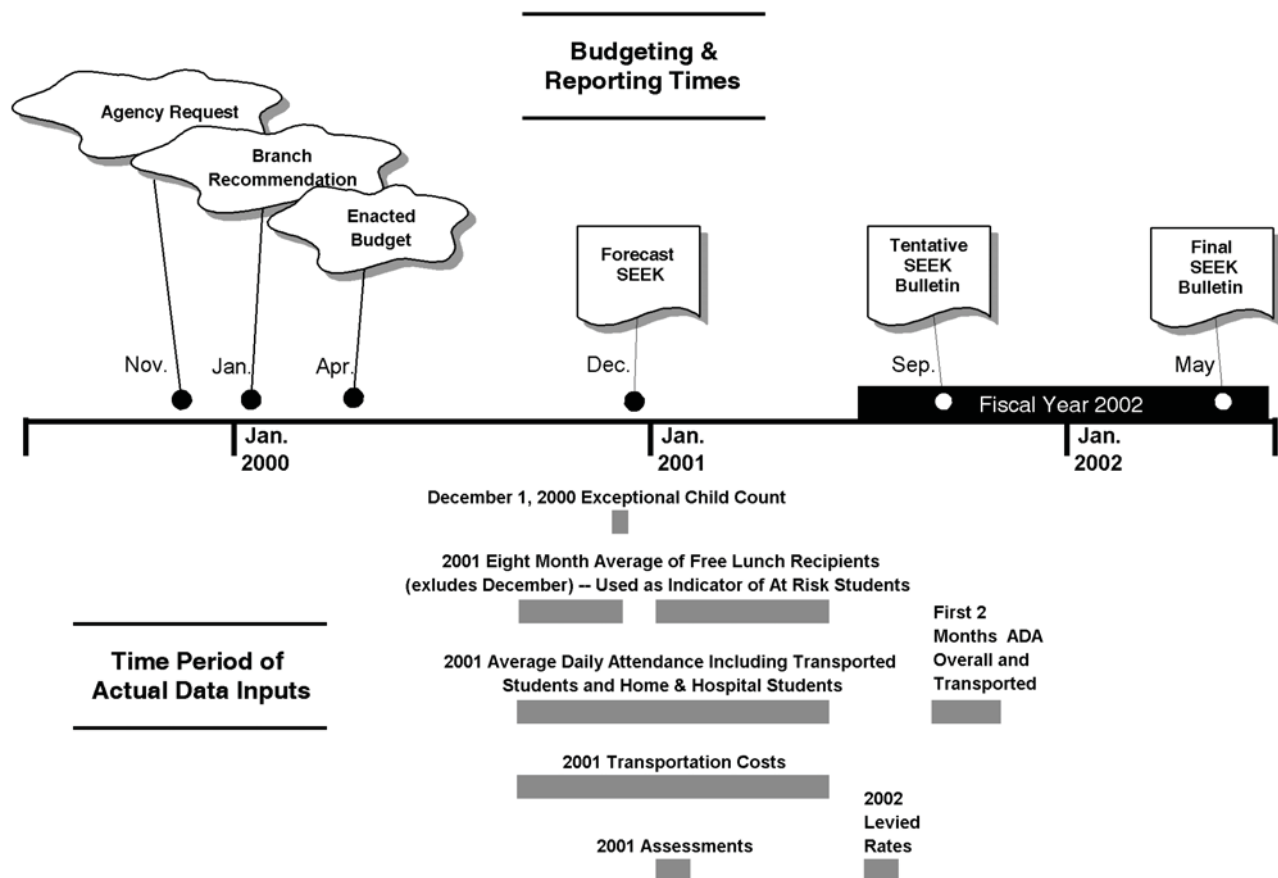 Budgeting &
Reporting Times
Agency Request
Branch
Recommendation
Enacted
Budget
Forecast
SEEK
Tentative
SEEK
Bulletin
Final
SEEK
Bulletin
Nov.
Jan.
Apr.
Dec.
Sep.
May
Fiscal Year 2002
Jan.
2000
Jan.
2001
Jan.
2002
December 1, 2000 Exceptional Child Count
2001 Eight Month Average of Free Lunch Recipients
(exludes December) -- Used as Indicator of At Risk Students
First 2
Months ADA
Overall and
Transported
Time Period of
Actual Data Inputs
2001 Average Daily Attendance Including Transported
Students and Home & Hospital Students
2001 Transportation Costs
2002
Levied
Rates
2001 Assessments